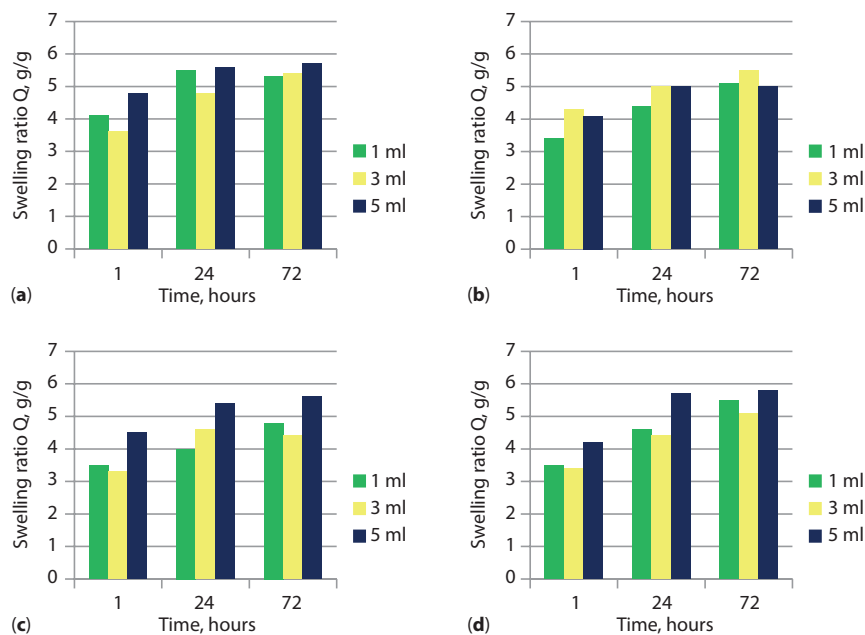 Swelling ratio Q, g/g
7
6
5
4
3
2
1
0
1 24 72
Time, hours
1 ml
3 ml
5 ml
(a)
Swelling ratio Q, g/g
7
6
5
4
3
2
1
0
1 24 72
Time, hours
1 ml
3 ml
5 ml
(b)
Swelling ratio Q, g/g
7
6
5
4
3
2
1
0
1 24 72
Time, hours
1 ml
3 ml
5 ml
(c)
Swelling ratio Q, g/g
7
6
5
4
3
2
1
0
1 24 72
Time, hours
1 ml
3 ml
5 ml
(d)